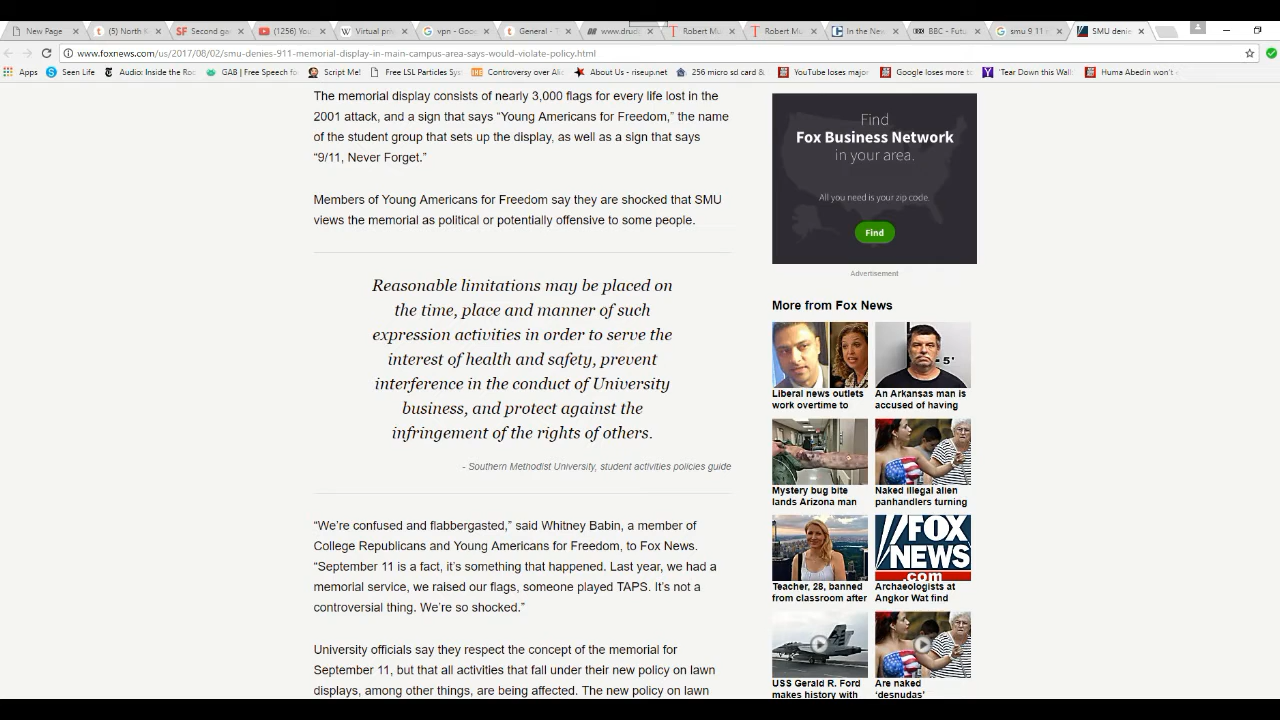 New Page
(5) North K
Second gar
(1256) You
Virtual priv
vpn - Goog
General - T
www.drud
Robert Mu
Robert Mu
In the New
BBC - Futu
smu 9 11 m
SMU denie
www.foxnews.com/us/2017/08/02/smu-denies-911-memorial-display-in-main-campus-area-says-would-violate-policy.html
Apps
Seen Life
Audio: Inside the Roc
GAB | Free Speech fo
Script Me!
Free LSL Particles Sys
Controversy over Alic
About Us - riseup.net
256 micro sd card &
YouTube loses major
Google loses more to
'Tear Down this Wall
Huma Abedin won't
The memorial display consists of nearly 3,000 flags for every life lost in the
2001 attack, and a sign that says “Young Americans for Freedom,” the name
of the student group that sets up the display, as well as a sign that says
“9/11, Never Forget.”
Members of Young Americans for Freedom say they are shocked that SMU
views the memorial as political or potentially offensive to some people.
Reasonable limitations may be placed on
the time, place and manner of such
expression activities in order to serve the
interest of health and safety, prevent
interference in the conduct of University
business, and protect against the
infringement of the rights of others.
- Southern Methodist University, student activities policies guide
“We’re confused and flabbergasted,” said Whitney Babin, a member of
College Republicans and Young Americans for Freedom, to Fox News.
“September 11 is a fact, it’s something that happened. Last year, we had a
memorial service, we raised our flags, someone played TAPS. It’s not a
controversial thing. We’re so shocked.”
University officials say they respect the concept of the memorial for
September 11, but that all activities that fall under their new policy on lawn
displays, among other things, are being affected. The new policy on lawn
Find
Fox Business Network
in your area.
All you need is your zip code.
Find
Advertisement
More from Fox News
5'
Liberal news outlets
work overtime to
An Arkansas man is
accused of having
Mystery bug bite
lands Arizona man
Naked illegal alien
panhandlers turning
FOX
NEWS
.com
Teacher, 28, banned
from classroom after
Archaeologists at
Angkor Wat find
USS Gerald R. Ford
makes history with
Are naked
‘desnudas’